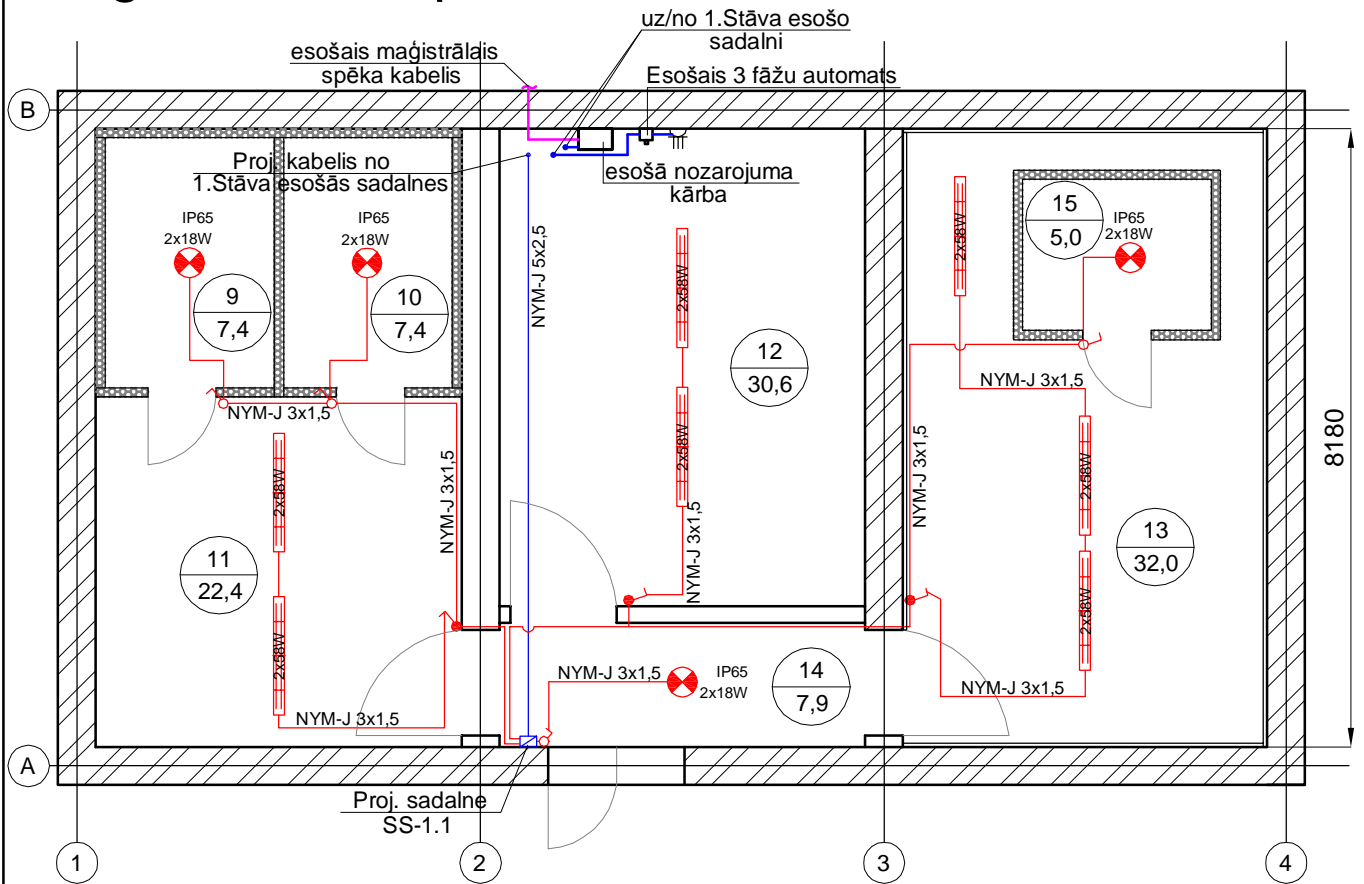 uz/no 1.Stāva esošo
sadalni
esošais maģistrālais
spēka kabelis
Esošais 3 fāžu automats
B
Proj. kabelis no
1.Stāva esošās sadalnes
esošā nozarojuma
kārba
IP65
2x18W
IP65
2x18W
9
7,4
10
7,4
NYM-J 5x2,5
2x58W
2x58W
15
5,0
IP65
2x18W
12
30,6
NYM-J 3x1,5
NYM-J 3x1,5
8180
2x58W
NYM-J 3x1,5
2x58W
NYM-J 3x1,5
NYM-J 3x1,5
2x58W
13
32,0
11
22,4
2x58W
2x58W
NYM-J 3x1,5
IP65
2x18W
14
7,9
NYM-J 3x1,5
NYM-J 3x1,5
A
Proj. sadalne
SS-1.1
1
2
3
4